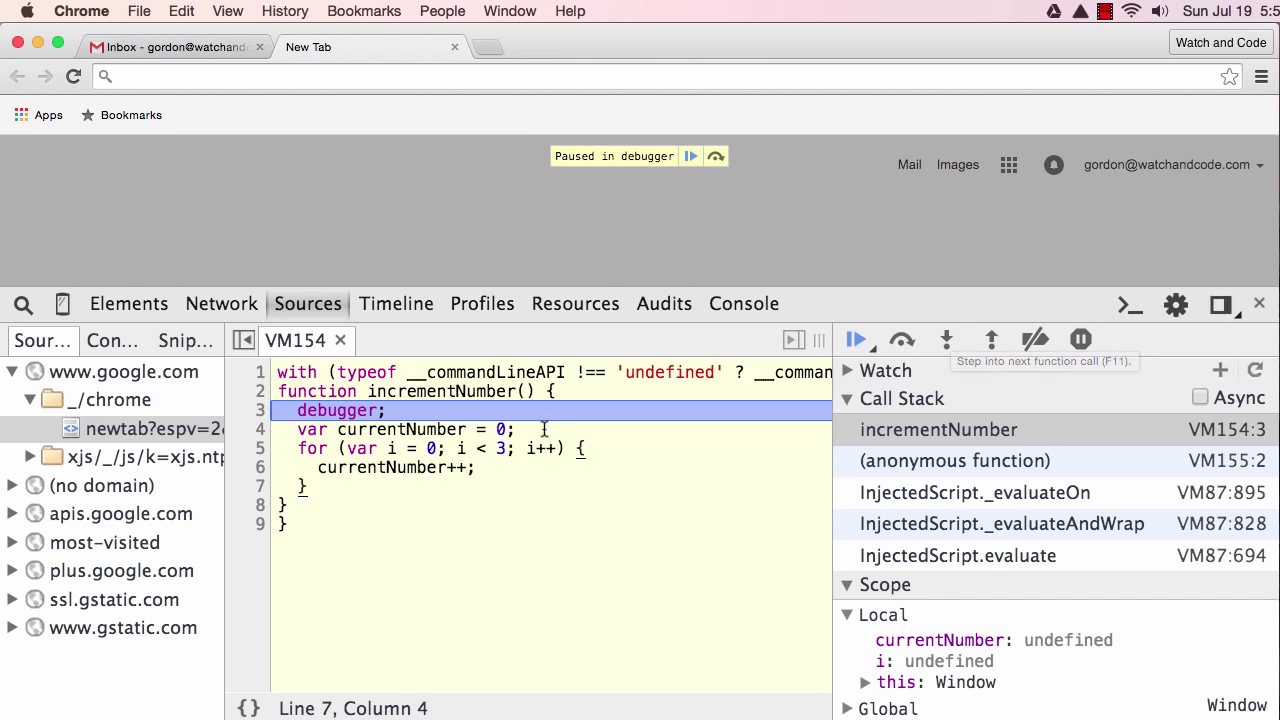 Chrome File Edit View History Bookmarks People Window Help Sun Jul 19 5:5
Inbox - gordon@watchand New Tab Watch and Code
Apps Bookmarks
Paused in debugger
Mail Images gordon@watchandcode.com
Elements Network Sources Timeline Profiles Resources Audits Console
Sour... Con... Snip... VM154
Step into next function call (F11).
www.google.com
_/chrome
newtab?espv=2
xjs/_/js/k=xjs.ntp
(no domain)
apis.google.com
most-visited
plus.google.com
ssl.gstatic.com
www.gstatic.com
1 with (typeof __commandLineAPI !== 'undefined' ? __comman
2 function incrementNumber() {
3 debugger;
4 var currentNumber = 0;
5 for (var i = 0; i < 3; i++) {
6 currentNumber++;
7 }
8 }
9 }
{} Line 7, Column 4
Watch
Call Stack Async
incrementNumber VM154:3
(anonymous function) VM155:2
InjectedScript._evaluateOn VM87:895
InjectedScript._evaluateAndWrap VM87:828
InjectedScript.evaluate VM87:694
Scope
Local
currentNumber: undefined
i: undefined
this: Window
Global Window